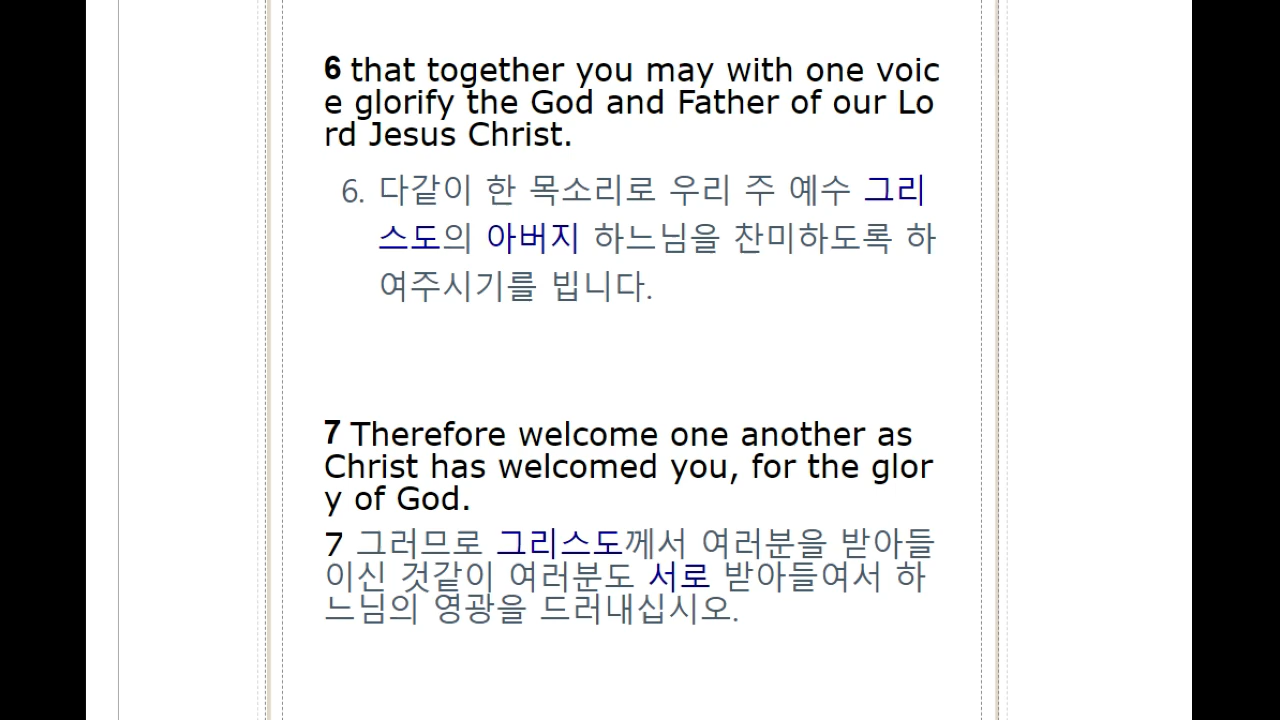 6 that together you may with one voic
e glorify the God and Father of our Lo
rd Jesus Christ.
6. 다같이 한 목소리로 우리 주 예수 그리
스도의 아버지 하느님을 찬미하도록 하
여주시기를 빕니다.
7 Therefore welcome one another as
Christ has welcomed you, for the glor
y of God.
7 그러므로 그리스도께서 여러분을 받아들
이신 것같이 여러분도 서로 받아들여서 하
느님의 영광을 드러내십시오.